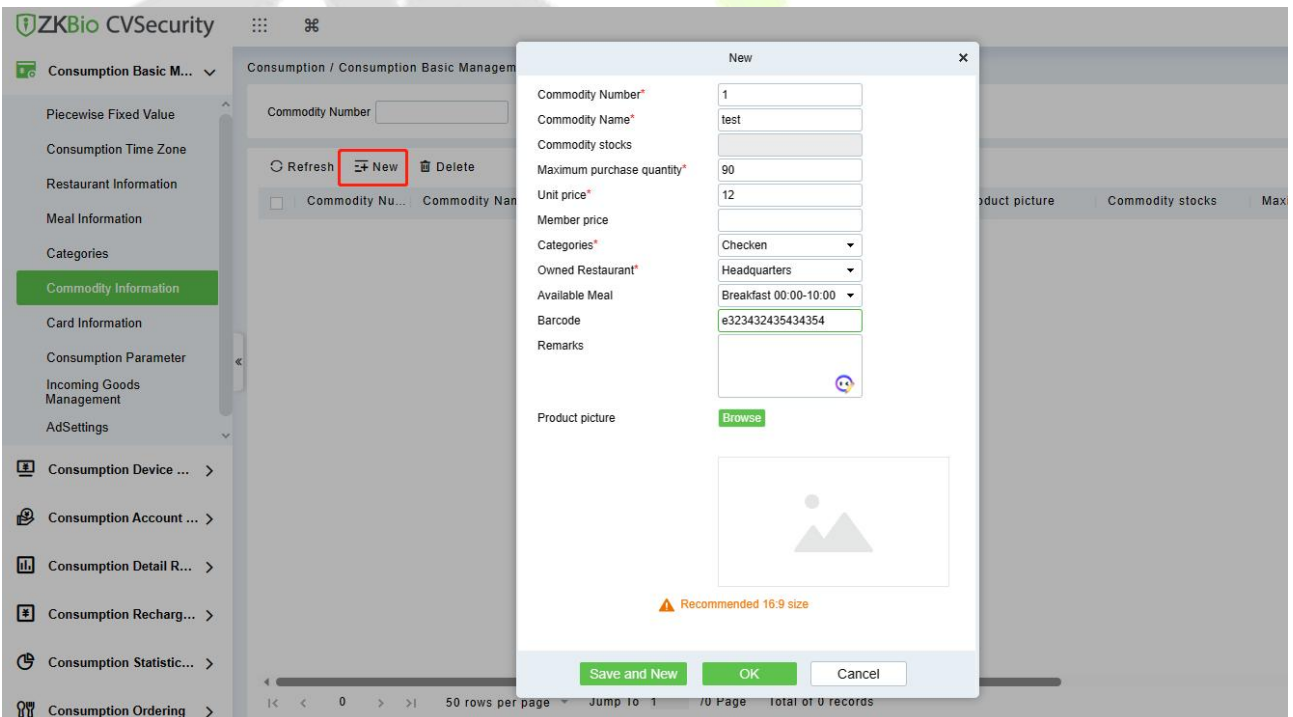 ZKBio CVSecurity
Consumption Basic M...
Piecewise Fixed Value
Consumption Time Zone
Restaurant Information
Meal Information
Categories
Commodity Information
Card Information
Consumption Parameter
Incoming Goods
Management
AdSettings
Consumption Device ...
Consumption Account ...
Consumption Detail R...
Consumption Recharg...
Consumption Statistic...
Consumption Ordering
Consumption / Consumption Basic Managem
Commodity Number
Refresh New Delete
Commodity Nu... Commodity Nan
oduct picture Commodity stocks Maxi
New
Commodity Number* 1
Commodity Name* test
Commodity stocks
Maximum purchase quantity* 90
Unit price* 12
Member price
Categories* Checken
Owned Restaurant* Headquarters
Available Meal Breakfast 00:00-10:00
Barcode e323432435434354
Remarks
Product picture Browse
Recommended 16:9 size
Save and New OK Cancel
0 50 rows per page Jump To 1 /0 Page Total of 0 records